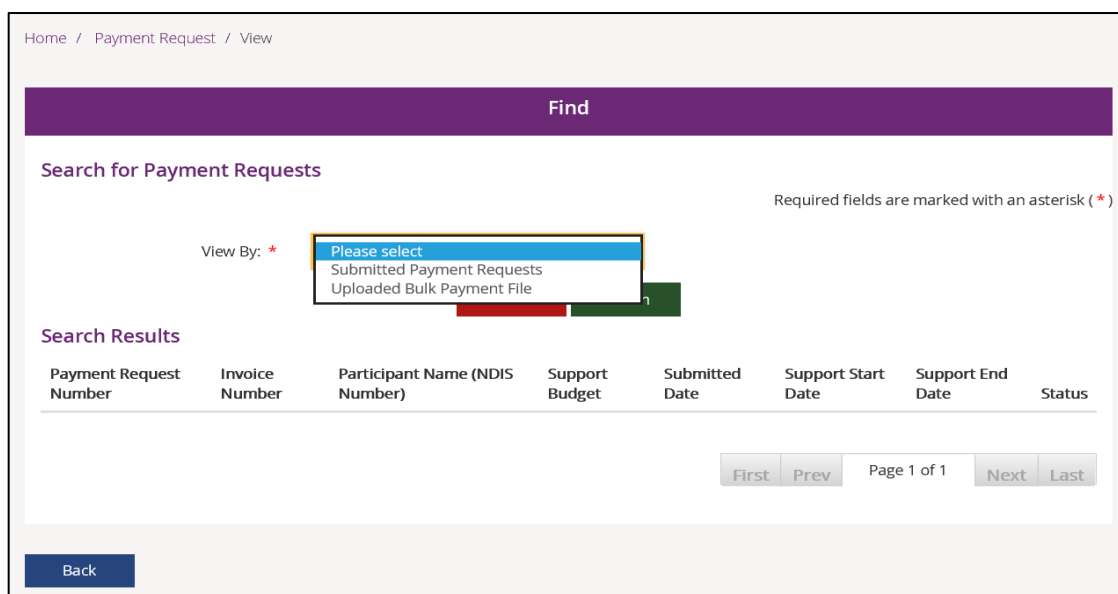 Home / Payment Request / View
Find
Search for Payment Requests
Required fields are marked with an asterisk ( * )
View By: *
Please select
Submitted Payment Requests
Uploaded Bulk Payment File
Search Results
Payment Request Number Invoice Number Participant Name (NDIS Number) Support Budget Submitted Date Support Start Date Support End Date Status
First Prev Page 1 of 1 Next Last
Back